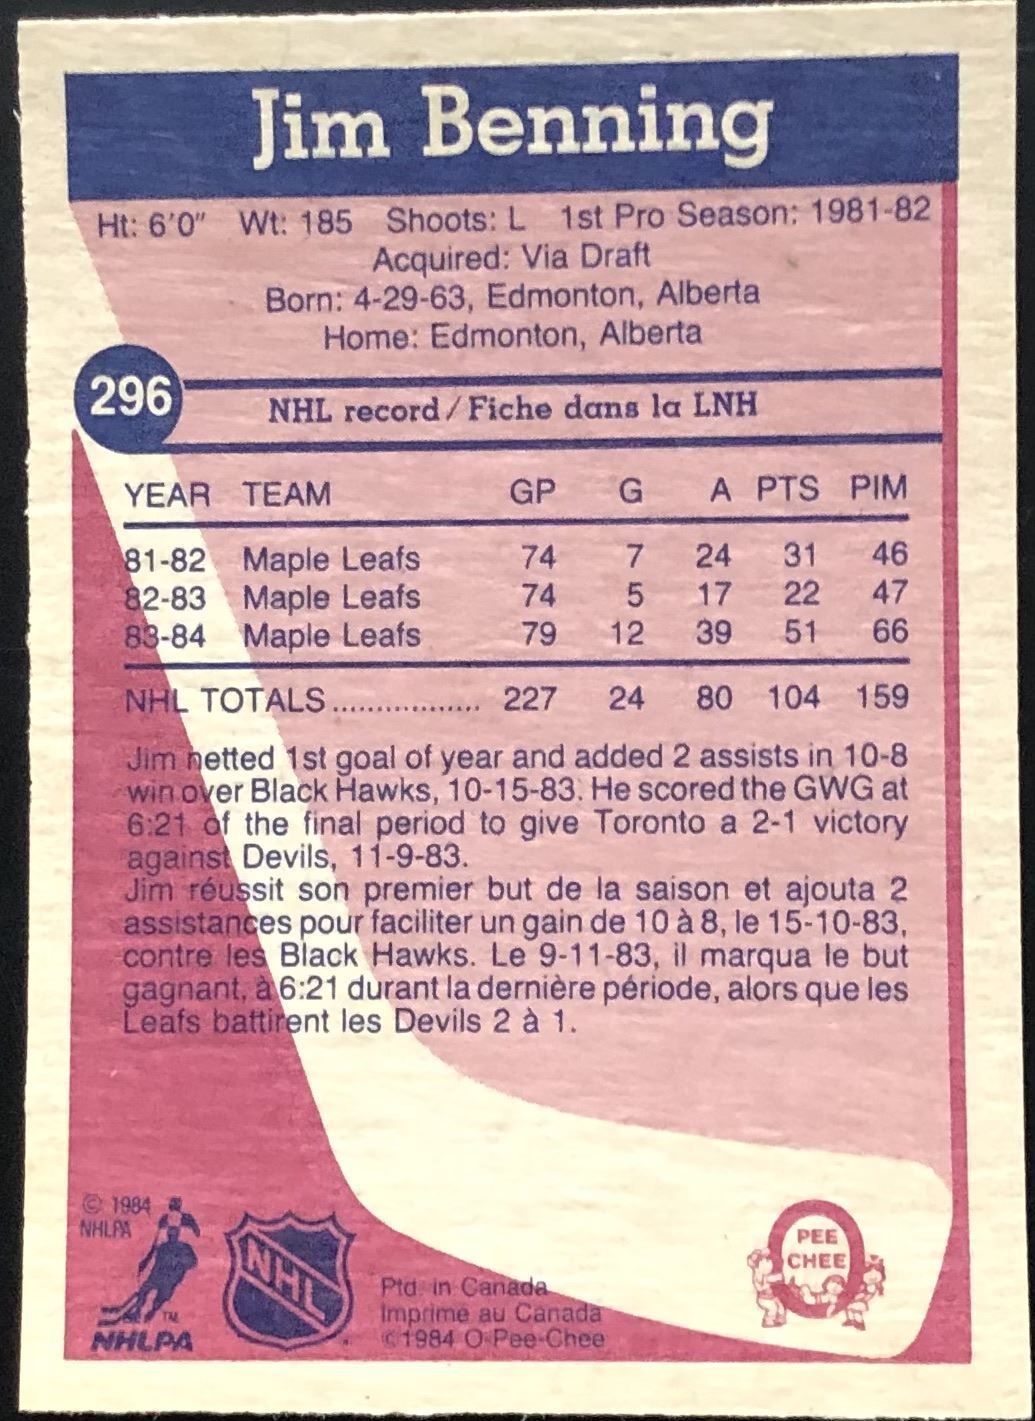 Jim Benning
Ht: 6'0" Wt: 185 Shoots: L 1st Pro Season: 1981-82
Acquired: Via Draft
Born: 4-29-63, Edmonton, Alberta
Home: Edmonton, Alberta
296
NHL record/Fiche dans la LNH
YEAR TEAM GP G A PTS PIM
81-82 Maple Leafs 74 7 24 31 46
82-83 Maple Leafs 74 5 17 22 47
83-84 Maple Leafs 79 12 39 51 66
NHL TOTALS................. 227 24 80 104 159
Jim netted 1st goal of year and added 2 assists in 10-8
win over Black Hawks, 10-15-83. He scored the GWG at
6:21 of the final period to give Toronto a 2-1 victory
against Devils, 11-9-83.
Jim réussit son premier but de la saison et ajouta 2
assistances pour faciliter un gain de 10 à 8, le 15-10-83,
contre les Black Hawks. Le 9-11-83, il marqua le but
gagnant, à 6:21 durant la dernière période, alors que les
Leafs battirent les Devils 2 à 1.
© 1984
NHLPA
TM
NHLPA
NHL
Ptd. in Canada
Imprimé au Canada
©1984 O-Pee-Chee
PEE
CHEE